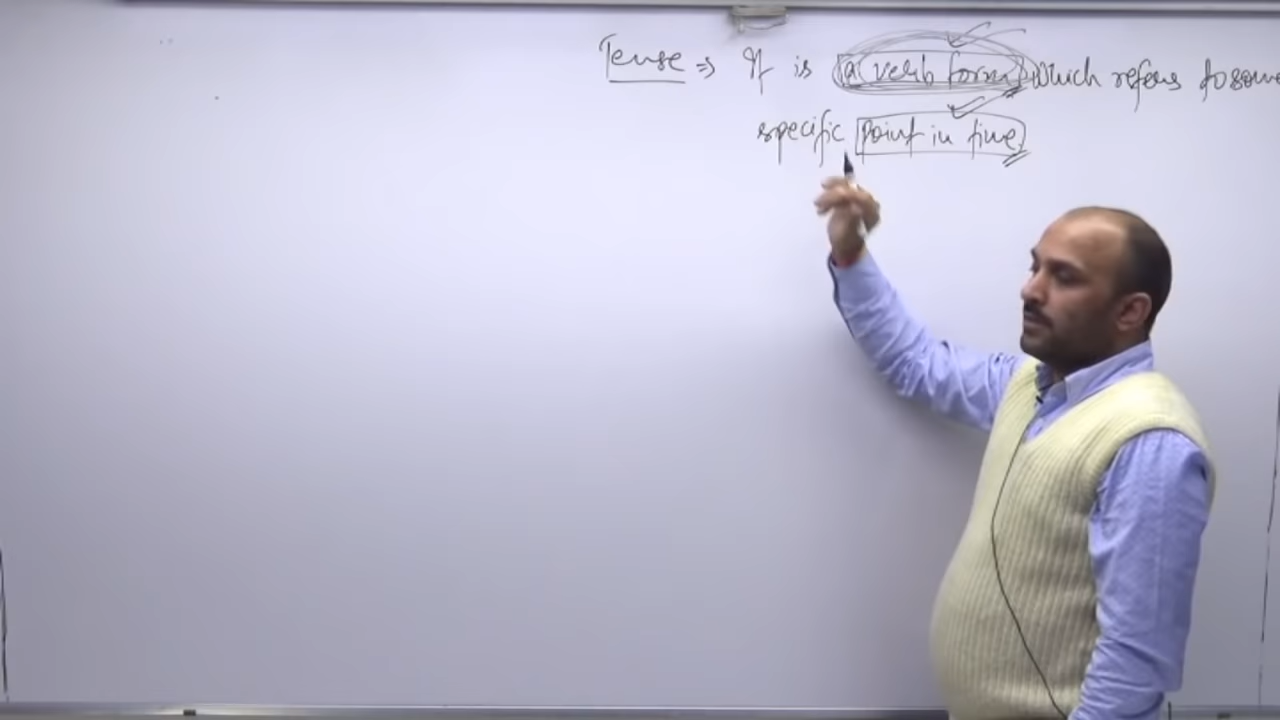 Tense ⇒ It is a verb form which refers to some
specific point in time,